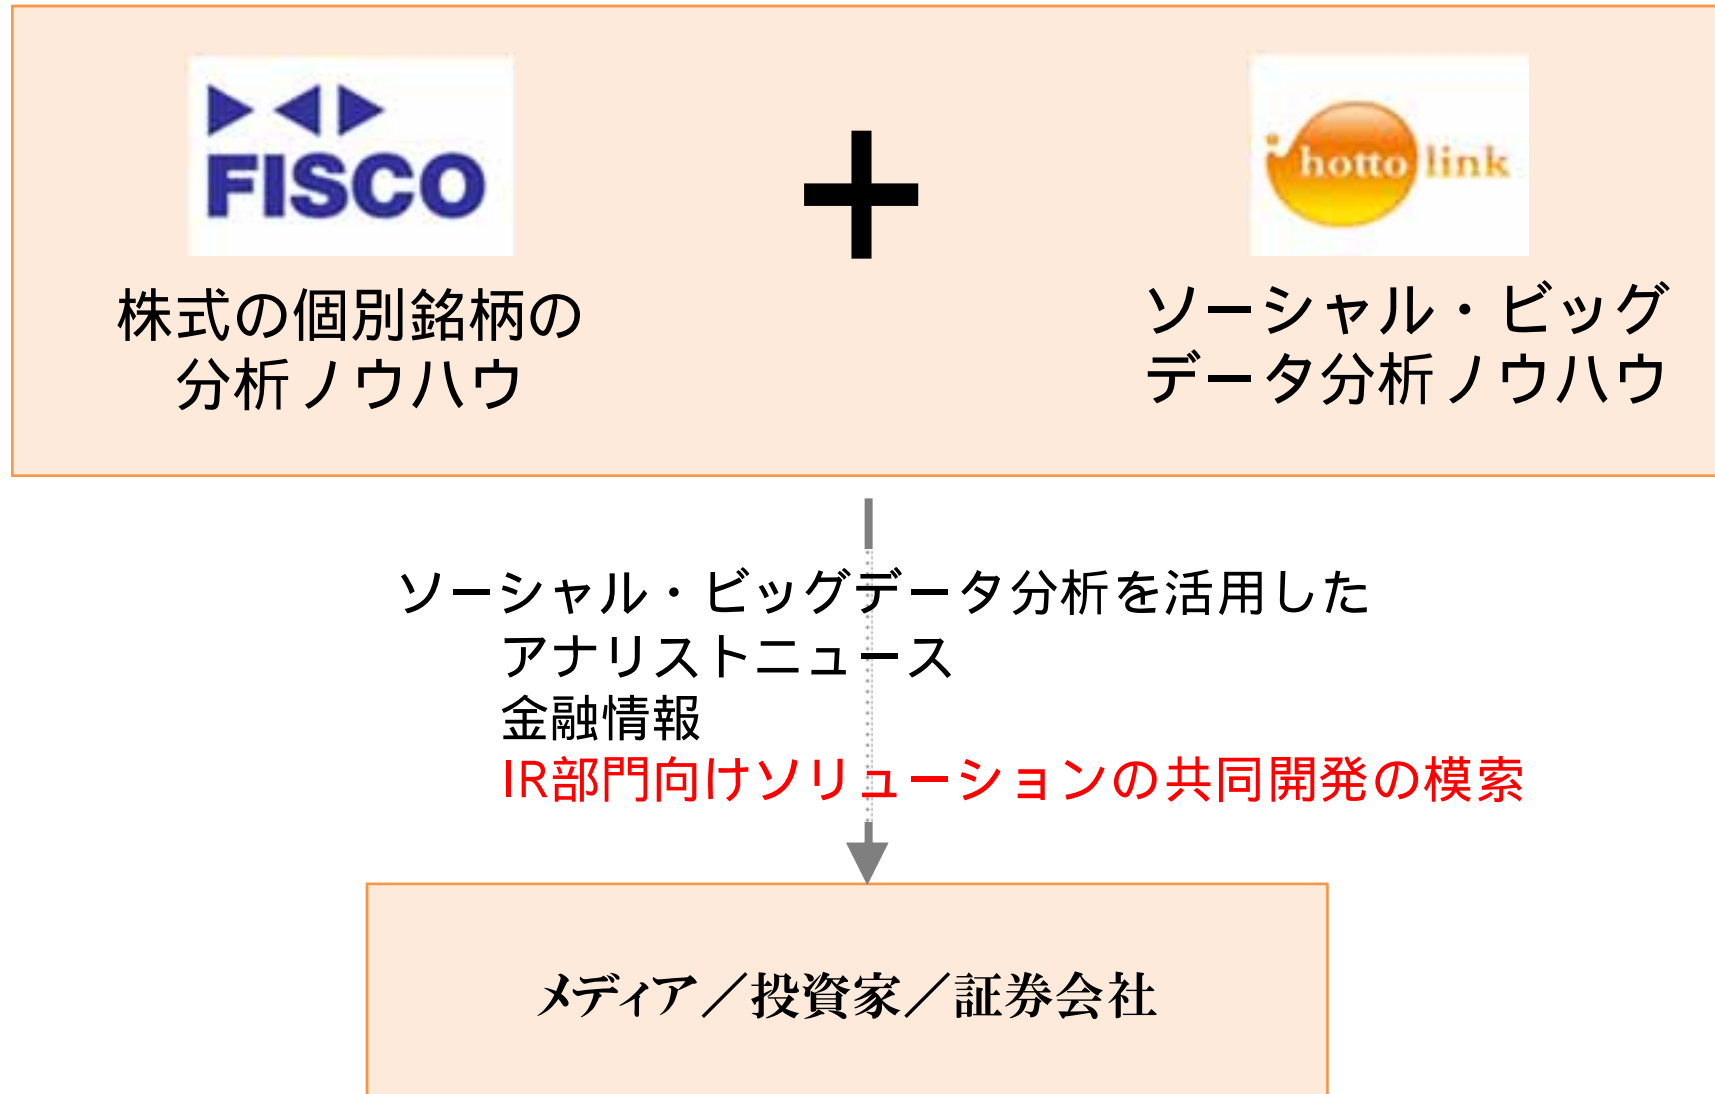 FISCO
+
hotto link
株式の個別銘柄の
分析ノウハウ
ソーシャル・ビッグ
データ分析ノウハウ
ソーシャル・ビッグデータ分析を活用した
アナリストニュース
金融情報
IR部門向けソリューションの共同開発の模索
メディア／投資家／証券会社